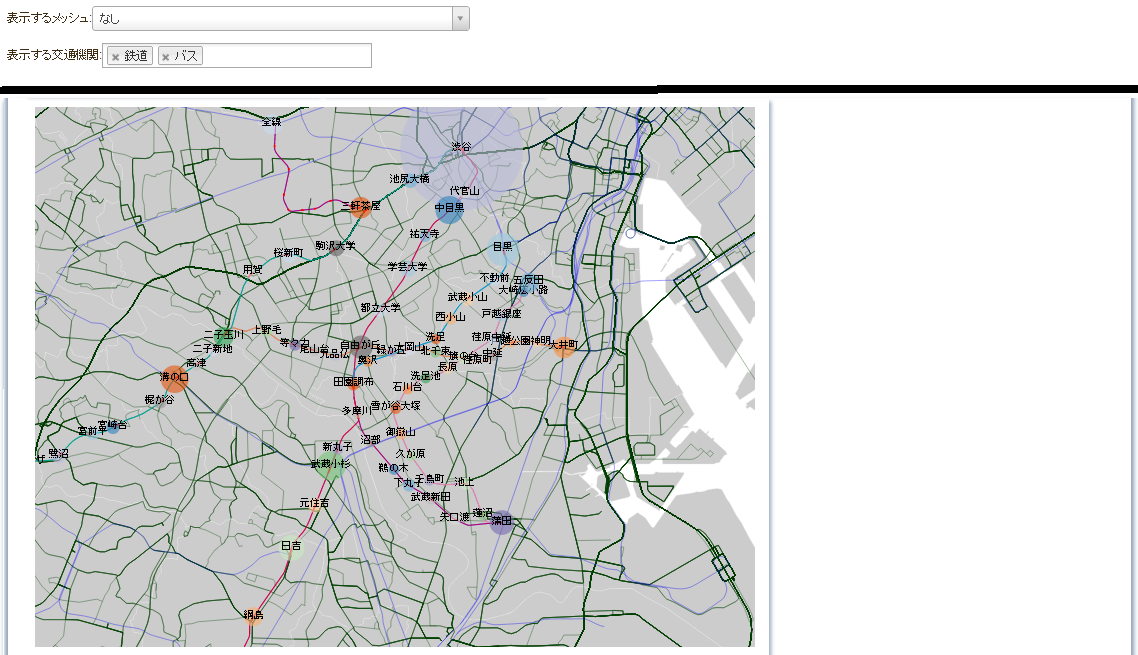 表示するメッシュ: なし
表示する交通機関: × 鉄道 × バス
全線
渋谷
池尻大橋
代官山
三軒茶屋
中目黒
祐天寺
駒沢大学
目黒
桜新町
用賀
学芸大学
不動前
五反田
大崎広小路
武蔵小山
都立大学
西小山
戸越銀座
二子玉川
上野毛
洗足
荏原中延
大井町
等々力
尾山台
九品仏
自由が丘
緑が丘
大岡山
北千束
旗の台
中延
荏原町
二子新地
奥沢
高津
長原
溝の口
洗足池
田園調布
石川台
梶が谷
多摩川
雪が谷大塚
宮崎台
宮前平
沼部
御嶽山
新丸子
久が原
鷺沼
武蔵小杉
鵜の木
下丸子
千鳥町
池上
武蔵新田
元住吉
矢口渡
蓮沼
蒲田
日吉
綱島